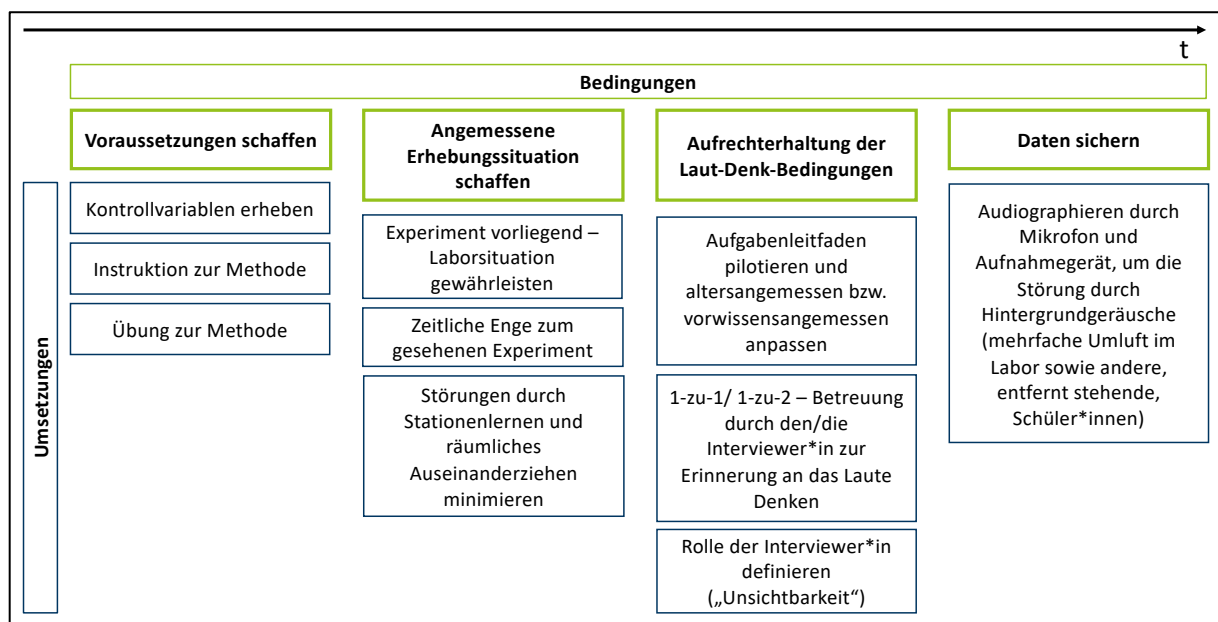 t
Bedingungen
Voraussetzungen schaffen
Angemessene
Erhebungssituation
schaffen
Aufrechterhaltung der
Laut-Denk-Bedingungen
Daten sichern
Umsetzungen
Kontrollvariablen erheben
Instruktion zur Methode
Übung zur Methode
Experiment vorliegend –
Laborsituation
gewährleisten
Zeitliche Enge zum
gesehenen Experiment
Störungen durch
Stationenlernen und
räumliches
Auseinanderziehen
minimieren
Aufgabenleitfaden
pilotieren und
altersangemessen bzw.
vorwissensangemessen
anpassen
1-zu-1/ 1-zu-2 – Betreuung
durch den/die
Interviewer*in zur
Erinnerung an das Laute
Denken
Rolle der Interviewer*in
definieren
(„Unsichtbarkeit“)
Audiographieren durch
Mikrofon und
Aufnahmegerät, um die
Störung durch
Hintergrundgeräusche
(mehrfache Umluft im
Labor sowie andere,
entfernt stehende,
Schüler*innen)